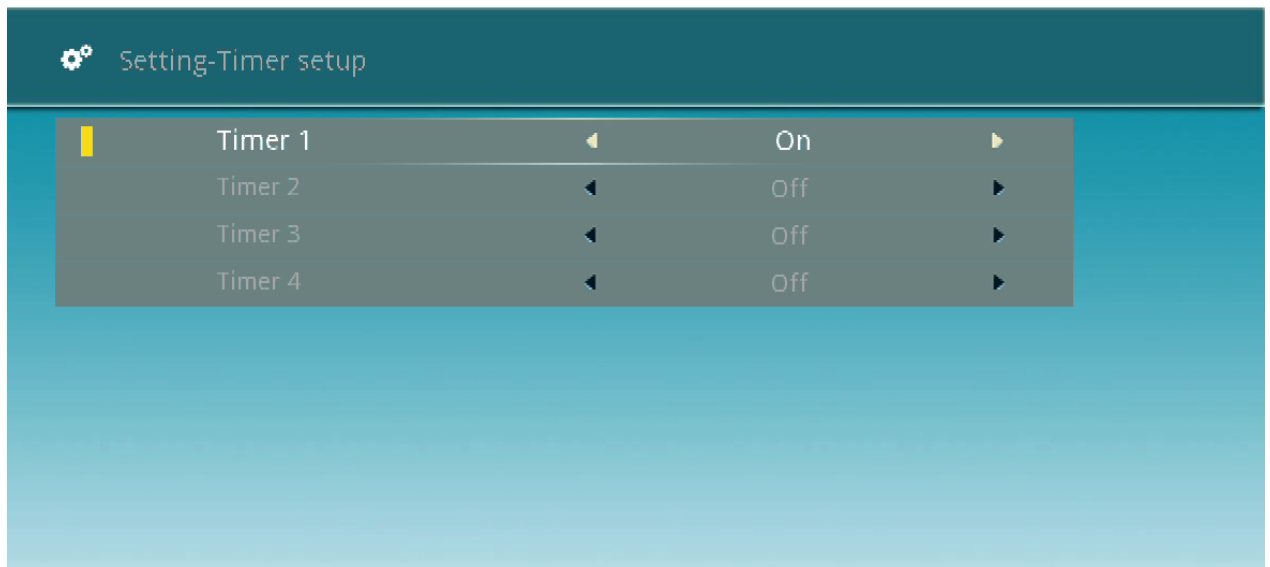 Setting-Timer setup
Timer 1 On
Timer 2 Off
Timer 3 Off
Timer 4 Off